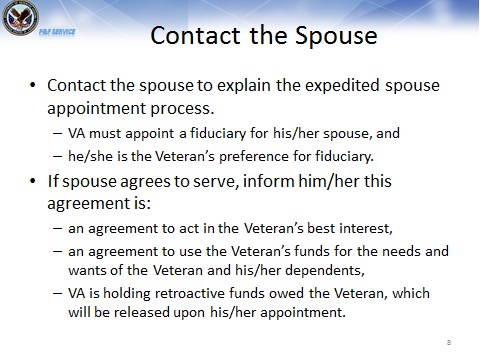 P&F SERVICE
Contact the Spouse
• Contact the spouse to explain the expedited spouse
appointment process.
– VA must appoint a fiduciary for his/her spouse, and
– he/she is the Veteran’s preference for fiduciary.
• If spouse agrees to serve, inform him/her this
agreement is:
– an agreement to act in the Veteran’s best interest,
– an agreement to use the Veteran’s funds for the needs and
wants of the Veteran and his/her dependents,
– VA is holding retroactive funds owed the Veteran, which
will be released upon his/her appointment.
8